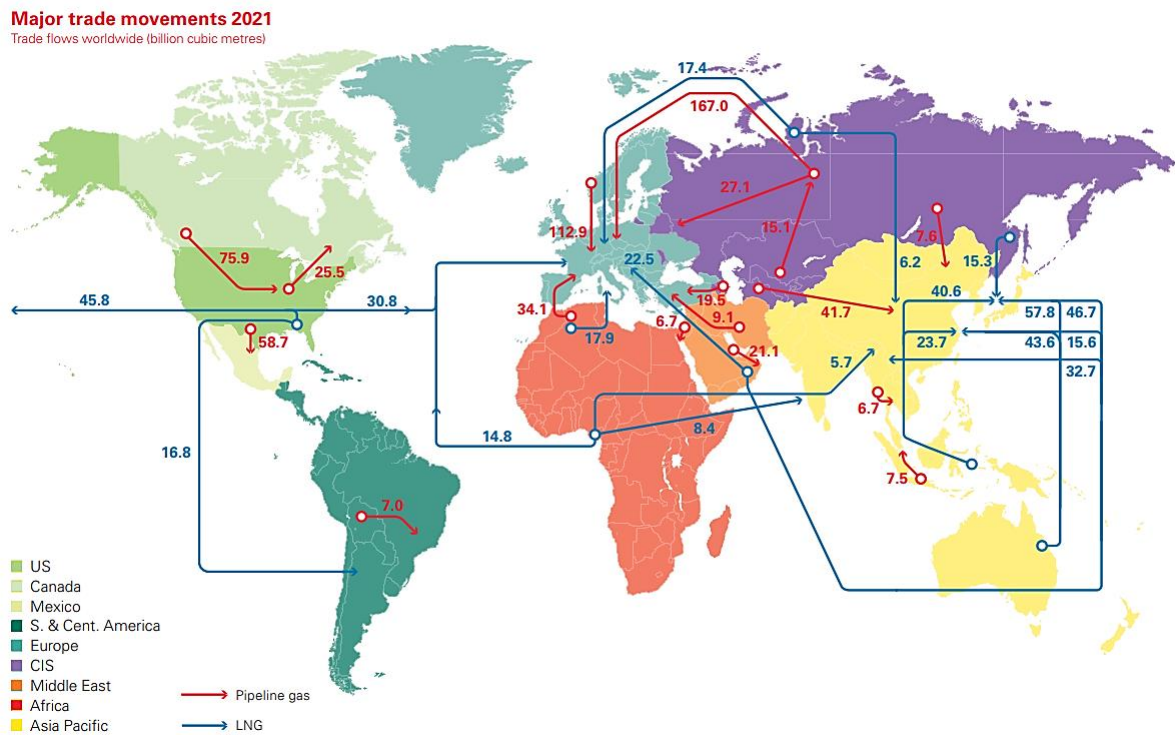 Major trade movements 2021
Trade flows worldwide (billion cubic metres)
17.4
167.0
27.1
112.9
15.1
7.6
15.3
75.9
25.5
22.5
6.2
45.8
30.8
34.1
19.5
40.6
6.7
9.1
41.7
57.8
46.7
58.7
17.9
21.1
23.7
43.6
15.6
5.7
32.7
6.7
16.8
14.8
8.4
7.5
7.0
US
Canada
Mexico
S. & Cent. America
Europe
CIS
Middle East
Africa
Asia Pacific
Pipeline gas
LNG